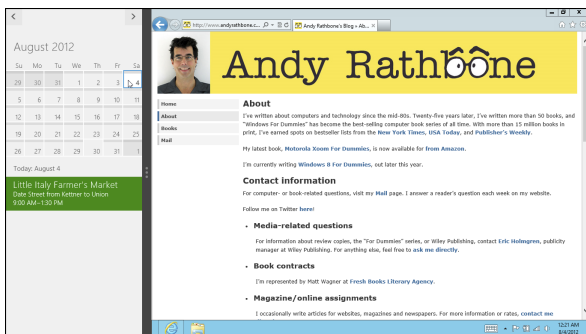 August 2012
Su Mo Tu We Th Fr Sa
29 30 31 1 2 3 4
5 6 7 8 9 10 11
12 13 14 15 16 17 18
19 20 21 22 23 24 25
26 27 28 29 30 31 1
Today: August 4
Little Italy Farmer's Market
Date Street from Kettner to Union
9:00 AM–1:30 PM
http://www.andyrathbone.c...
Andy Rathbone's Blog » Ab...
Andy Rathbone
Home
About
Books
Mail
About
I've written about computers and technology since the mid-80s. Twenty-five years later, I've written more than 50 books, and
"Windows For Dummies" has become the best-selling computer book series of all time. With more than 15 million books in
print, I've earned spots on bestseller lists from the New York Times, USA Today, and Publisher's Weekly.
My latest book, Motorola Xoom For Dummies, is now available for from Amazon.
I'm currently writing Windows 8 For Dummies, out later this year.
Contact information
For computer- or book-related questions, visit my Mail page. I answer a reader's question each week on my website.
Follow me on Twitter here!
• Media-related questions
For information about review copies, the "For Dummies" series, or Wiley Publishing, contact Eric Holmgren, publicity
manager at Wiley Publishing. For anything else, feel free to ask me directly.
• Book contracts
I'm represented by Matt Wagner at Fresh Books Literary Agency.
• Magazine/online assignments
I occasionally write articles for websites, magazines and newspapers. For more information or rates, contact me
12:21 AM
8/4/2012